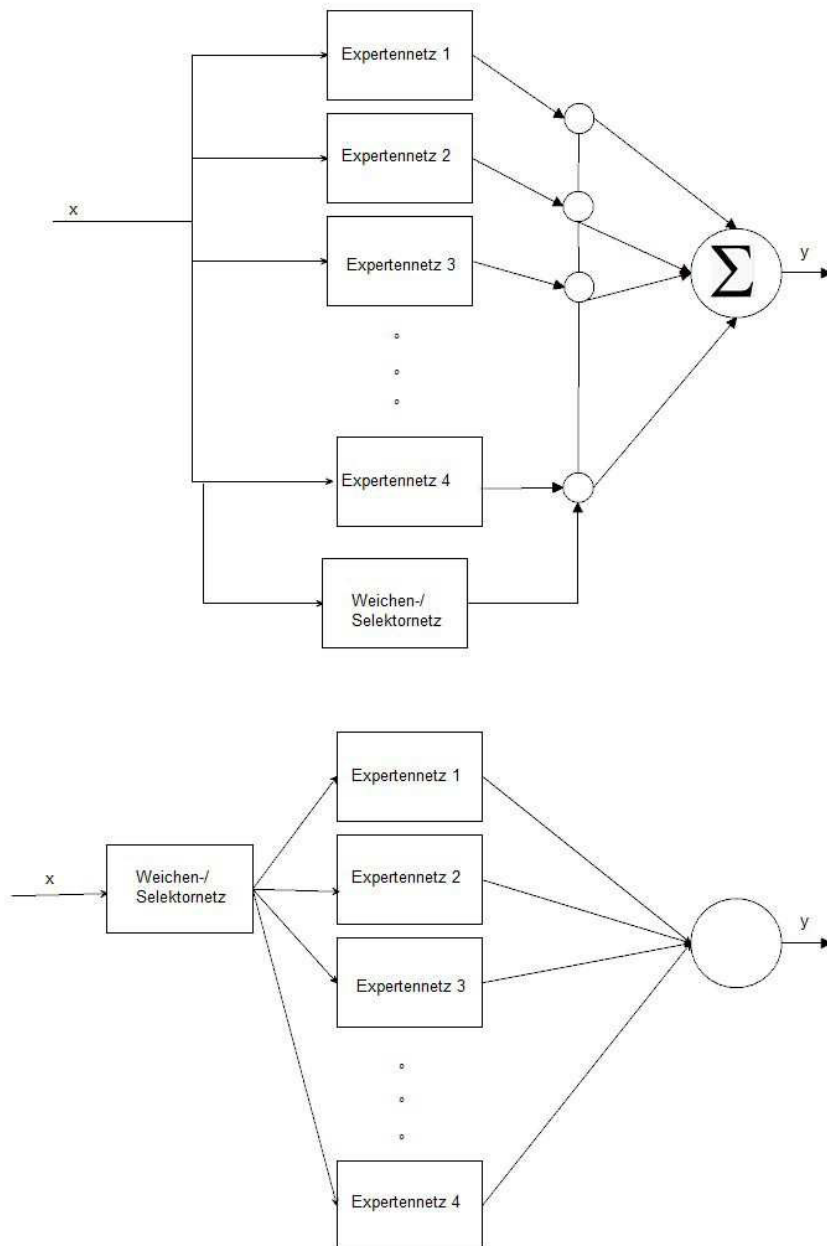 Expertennetz 1
Expertennetz 2
x
Expertennetz 3
y
Σ
Expertennetz 4
Weichen-/
Selektornetz
Expertennetz 1
x
Weichen-/
Selektornetz
Expertennetz 2
y
Expertennetz 3
Expertennetz 4